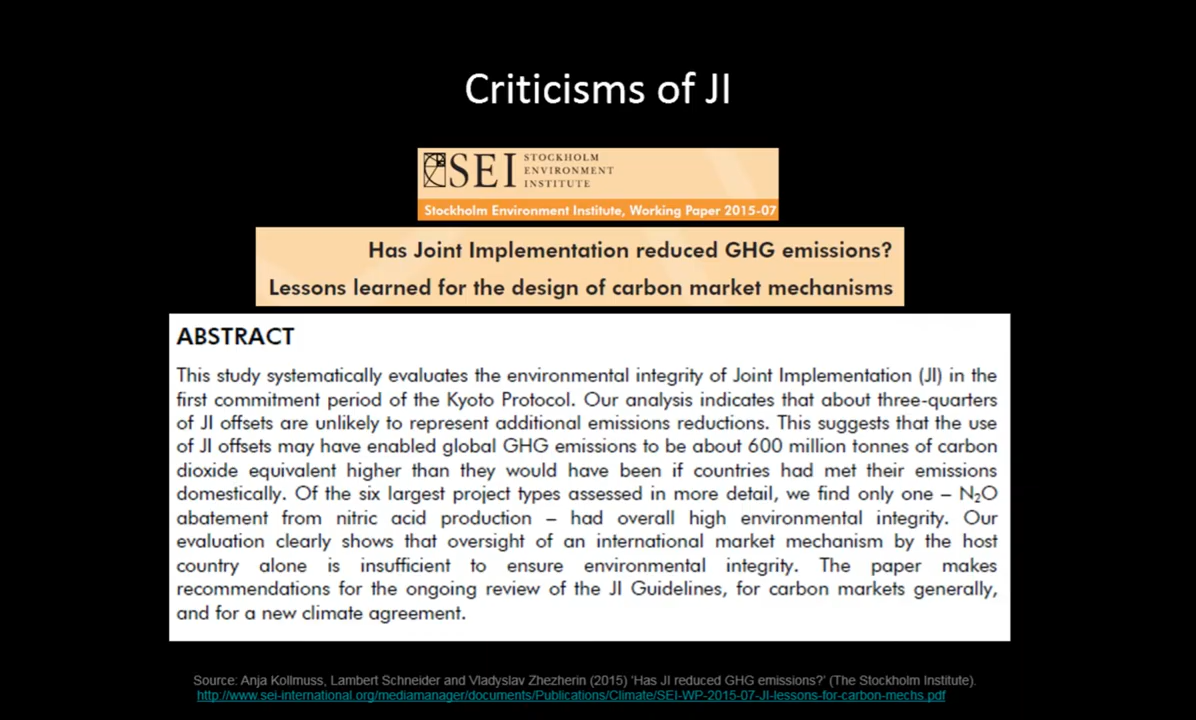 Criticisms of JI
SEI STOCKHOLM
ENVIRONMENT
INSTITUTE
Stockholm Environment Institute, Working Paper 2015-07
Has Joint Implementation reduced GHG emissions?
Lessons learned for the design of carbon market mechanisms
ABSTRACT
This study systematically evaluates the environmental integrity of Joint Implementation (JI) in the
first commitment period of the Kyoto Protocol. Our analysis indicates that about three-quarters
of JI offsets are unlikely to represent additional emissions reductions. This suggests that the use
of JI offsets may have enabled global GHG emissions to be about 600 million tonnes of carbon
dioxide equivalent higher than they would have been if countries had met their emissions
domestically. Of the six largest project types assessed in more detail, we find only one – N₂O
abatement from nitric acid production – had overall high environmental integrity. Our
evaluation clearly shows that oversight of an international market mechanism by the host
country alone is insufficient to ensure environmental integrity. The paper makes
recommendations for the ongoing review of the JI Guidelines, for carbon markets generally,
and for a new climate agreement.
Source: Anja Kollmuss, Lambert Schneider and Vladyslav Zhezherin (2015) 'Has JI reduced GHG emissions?' (The Stockholm Institute).
http://www.sei-international.org/mediamanager/documents/Publications/Climate/SEI-WP-2015-07-JI-lessons-for-carbon-mechs.pdf